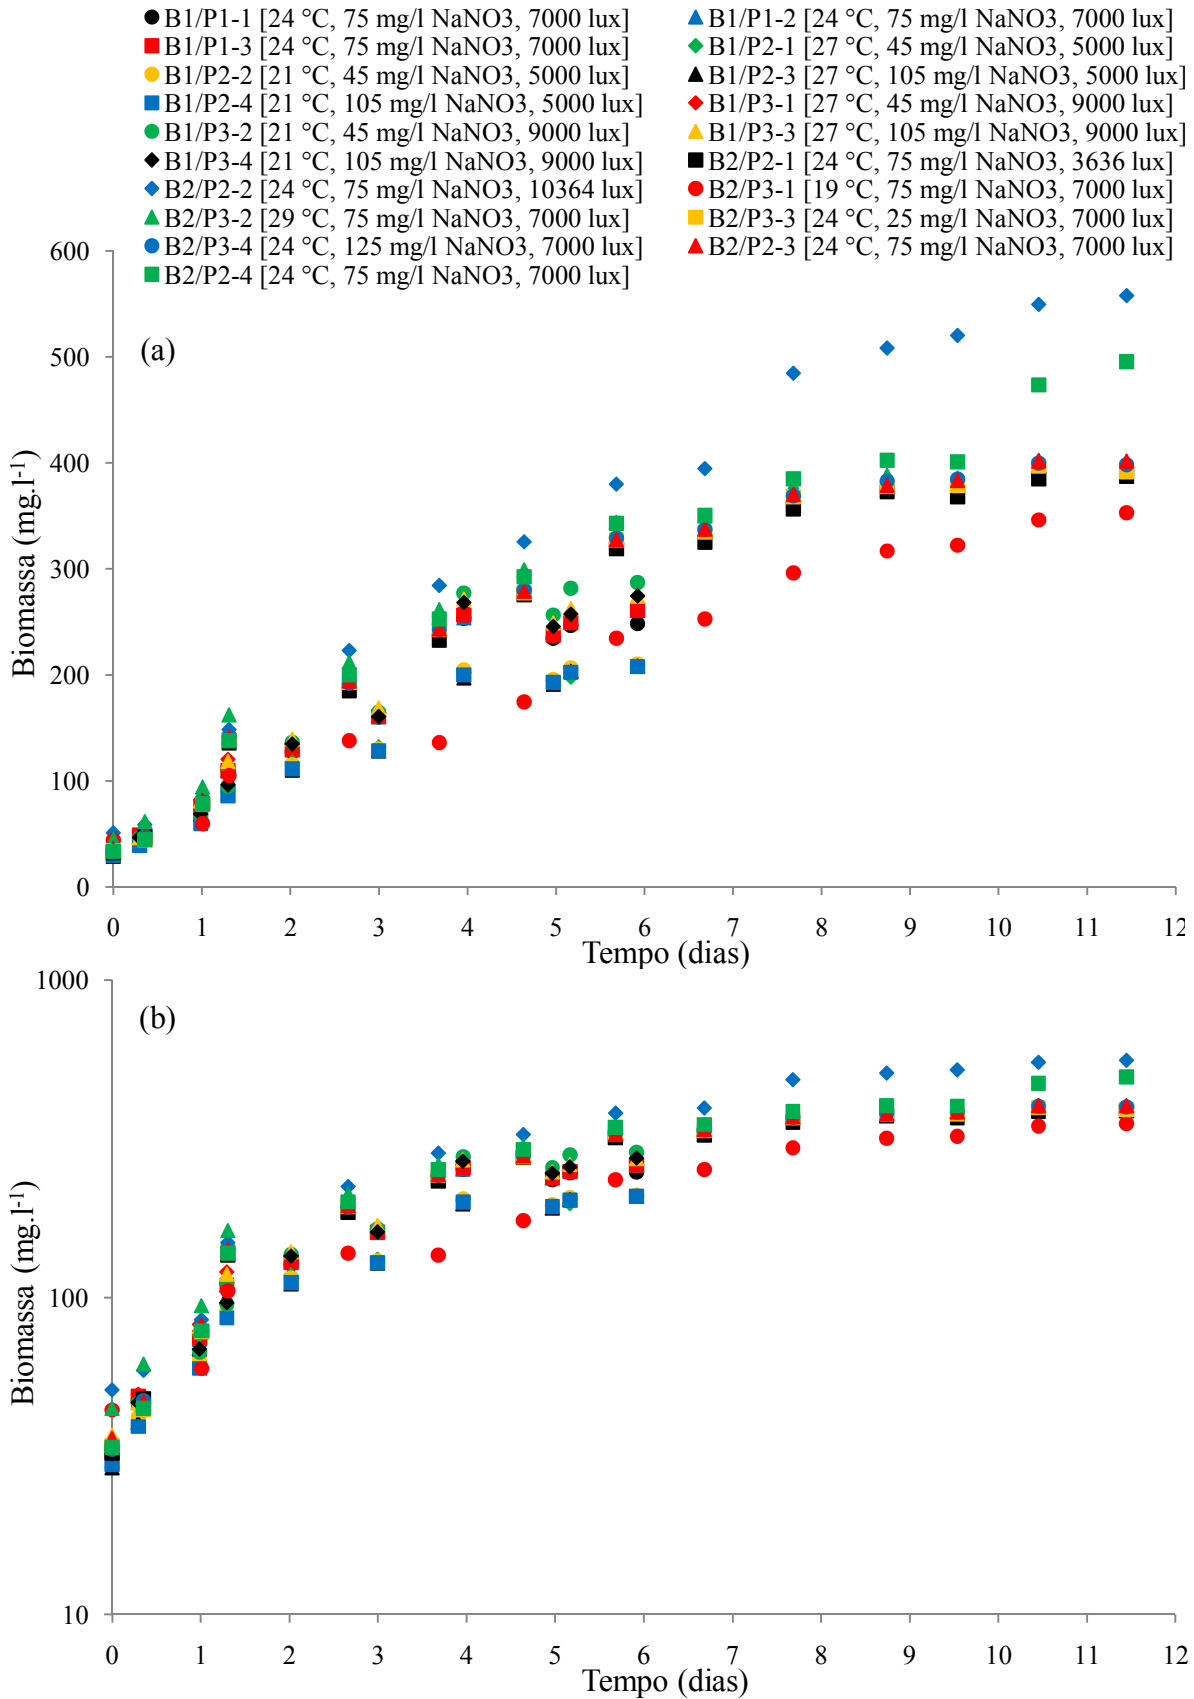 B1/P1-1 [24 °C, 75 mg/l NaNO3, 7000 lux] B1/P1-2 [24 °C, 75 mg/l NaNO3, 7000 lux]
B1/P1-3 [24 °C, 75 mg/l NaNO3, 7000 lux] B1/P2-1 [27 °C, 45 mg/l NaNO3, 5000 lux]
B1/P2-2 [21 °C, 45 mg/l NaNO3, 5000 lux] B1/P2-3 [27 °C, 105 mg/l NaNO3, 5000 lux]
B1/P2-4 [21 °C, 105 mg/l NaNO3, 5000 lux] B1/P3-1 [27 °C, 45 mg/l NaNO3, 9000 lux]
B1/P3-2 [21 °C, 45 mg/l NaNO3, 9000 lux] B1/P3-3 [27 °C, 105 mg/l NaNO3, 9000 lux]
B1/P3-4 [21 °C, 105 mg/l NaNO3, 9000 lux] B2/P2-1 [24 °C, 75 mg/l NaNO3, 3636 lux]
B2/P2-2 [24 °C, 75 mg/l NaNO3, 10364 lux] B2/P3-1 [19 °C, 75 mg/l NaNO3, 7000 lux]
B2/P3-2 [29 °C, 75 mg/l NaNO3, 7000 lux] B2/P3-3 [24 °C, 25 mg/l NaNO3, 7000 lux]
B2/P3-4 [24 °C, 125 mg/l NaNO3, 7000 lux] B2/P2-3 [24 °C, 75 mg/l NaNO3, 7000 lux]
B2/P2-4 [24 °C, 75 mg/l NaNO3, 7000 lux]
(a)
600
500
400
300
200
100
0
Biomassa (mg.l⁻¹)
0 1 2 3 4 5 6 7 8 9 10 11 12
Tempo (dias)
(b)
1000
100
10
Biomassa (mg.l⁻¹)
0 1 2 3 4 5 6 7 8 9 10 11 12
Tempo (dias)